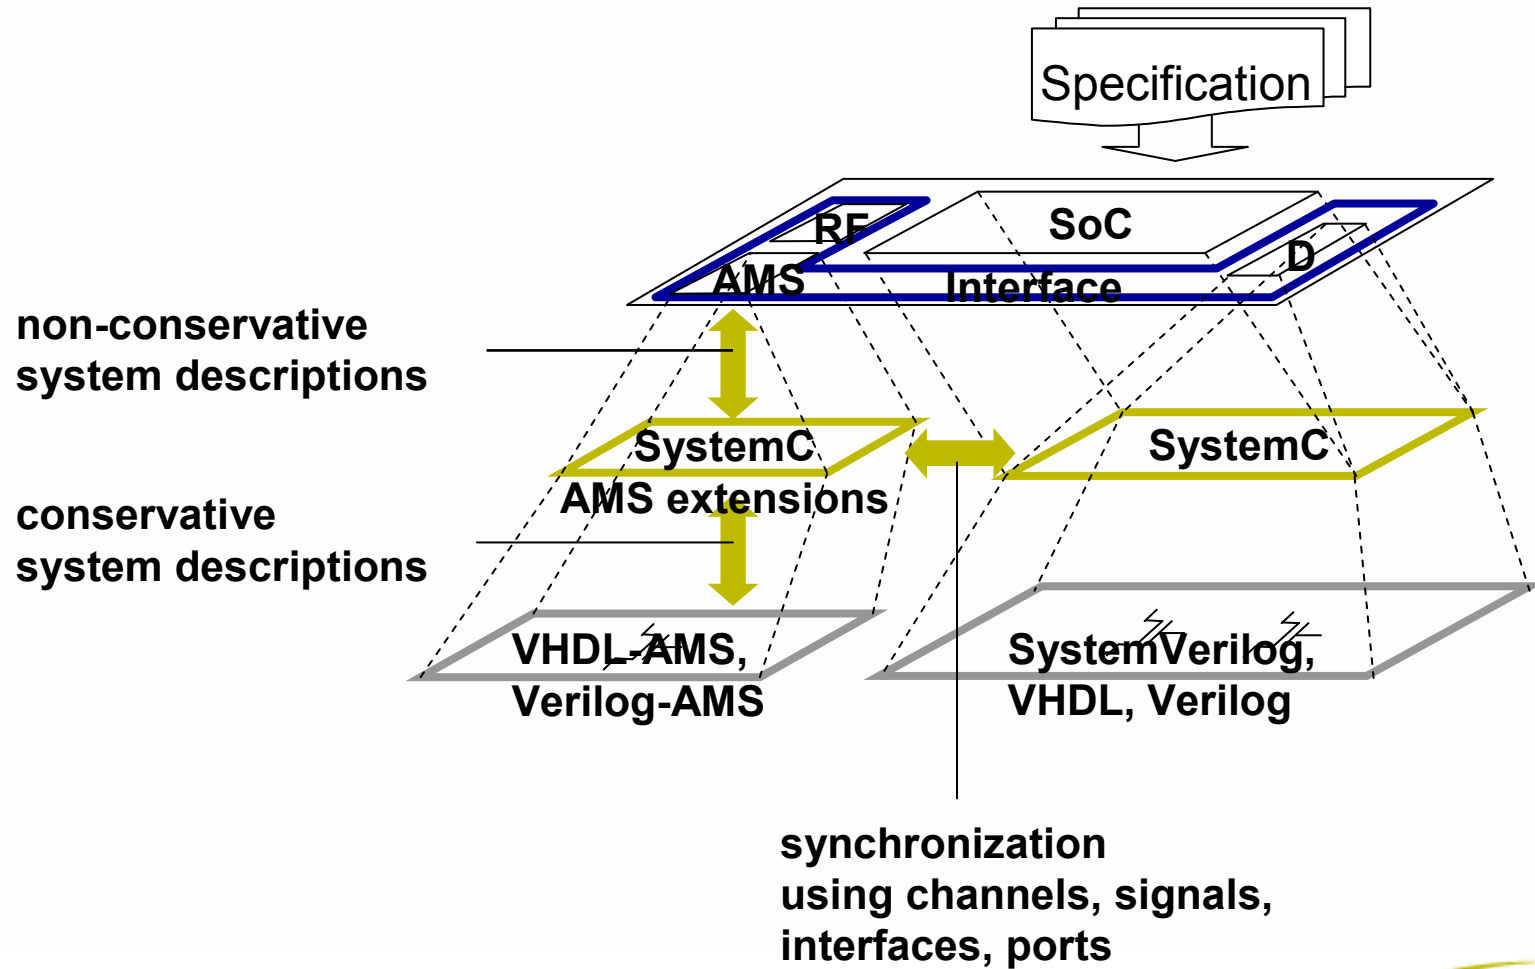 Specification
RF
SoC
D
AMS
Interface
non-conservative
system descriptions
SystemC
AMS extensions
SystemC
conservative
system descriptions
VHDL-AMS,
Verilog-AMS
SystemVerilog,
VHDL, Verilog
synchronization
using channels, signals,
interfaces, ports